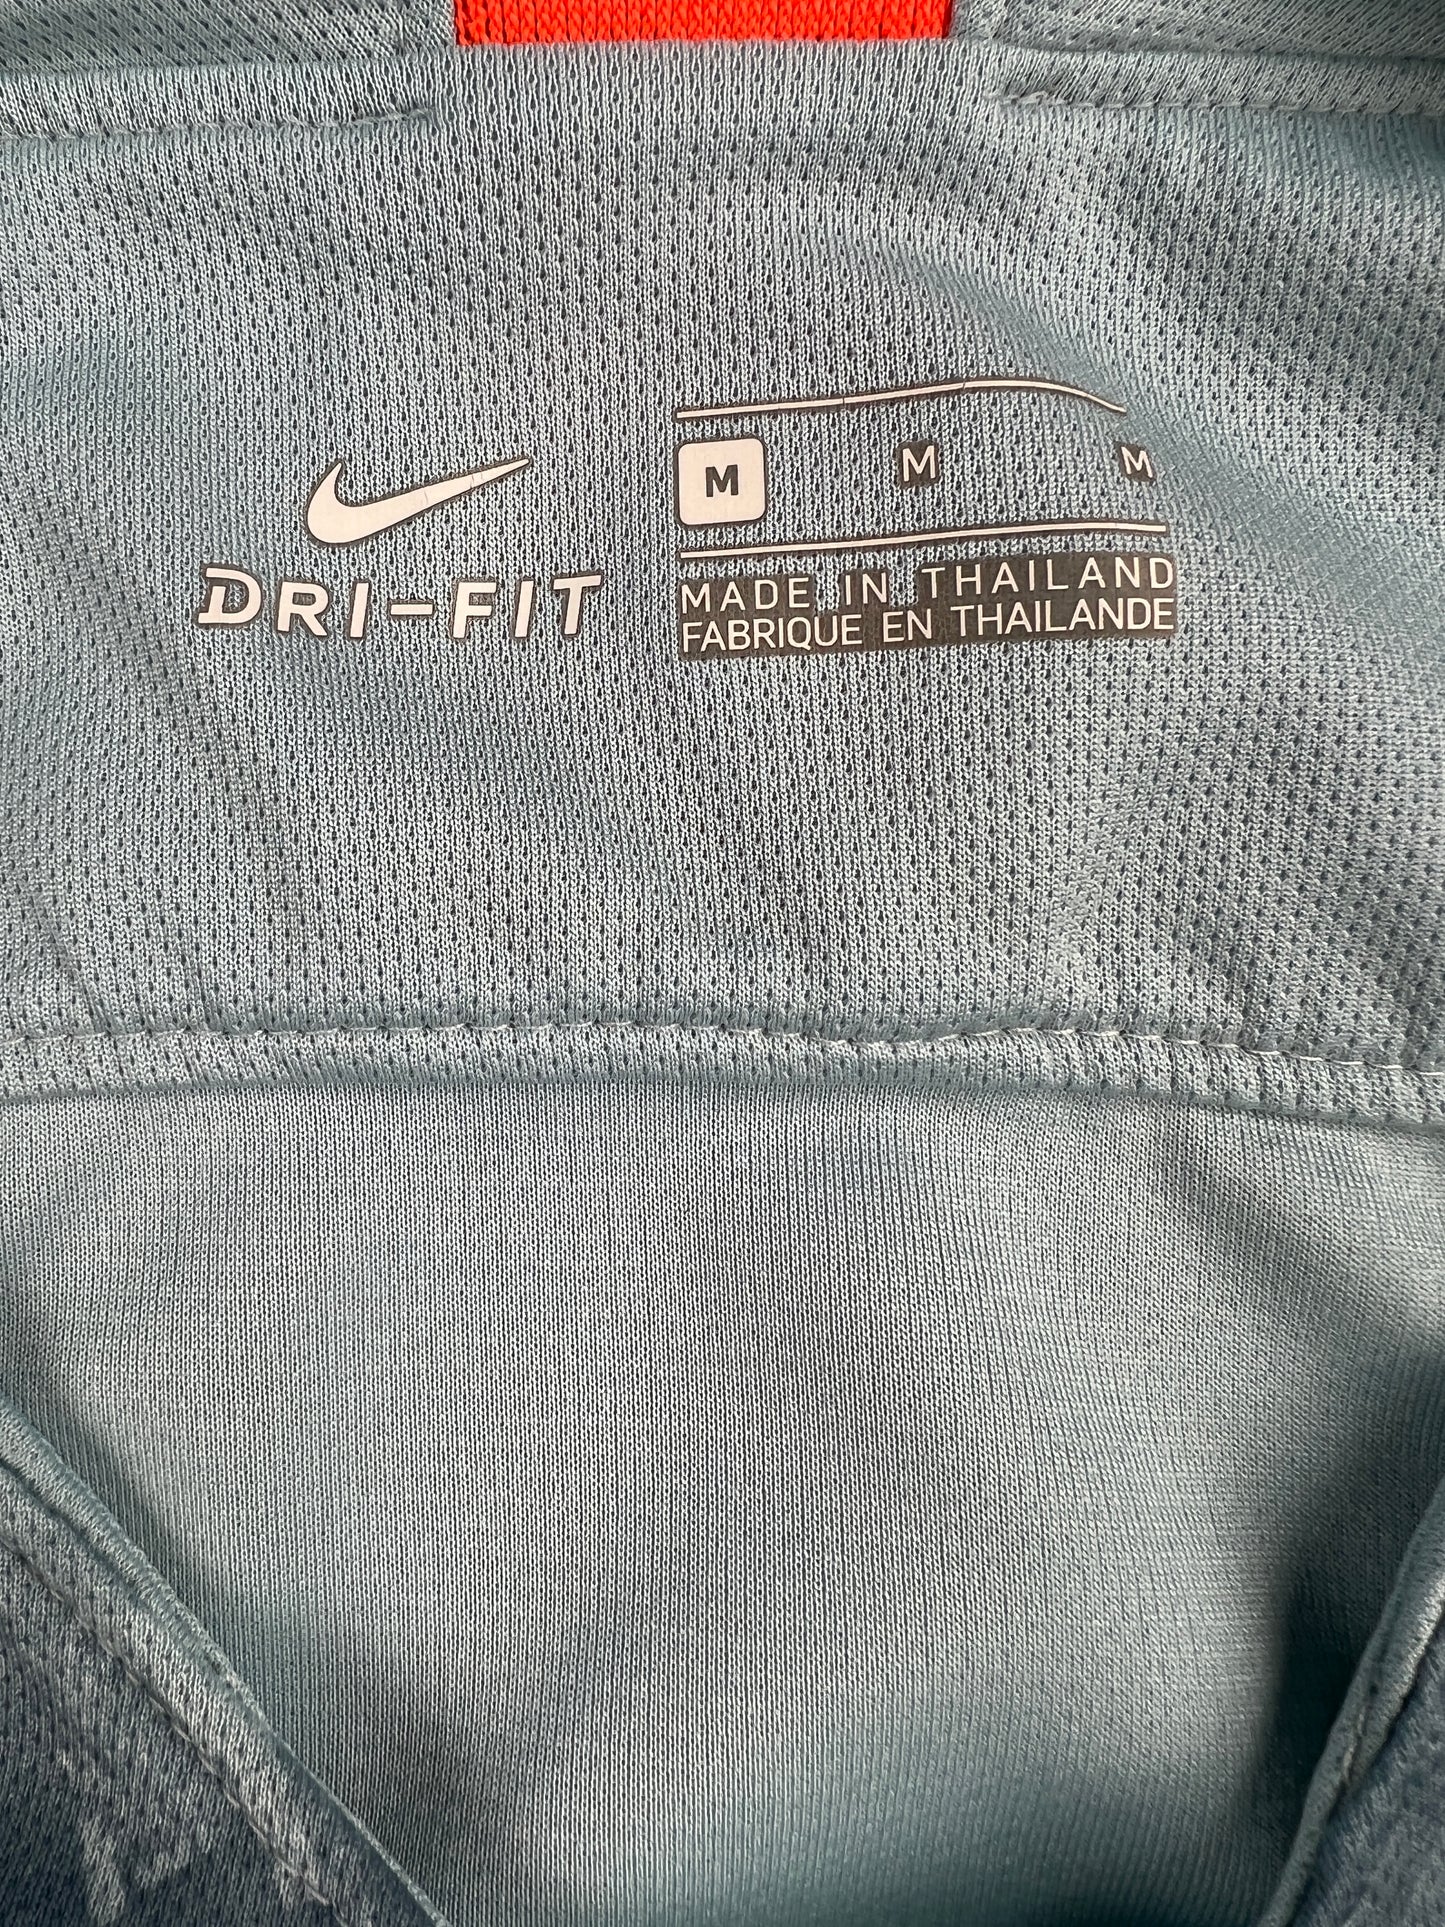 DRI-FIT
M M M
MADE IN THAILAND
FABRIQUE EN THAILANDE